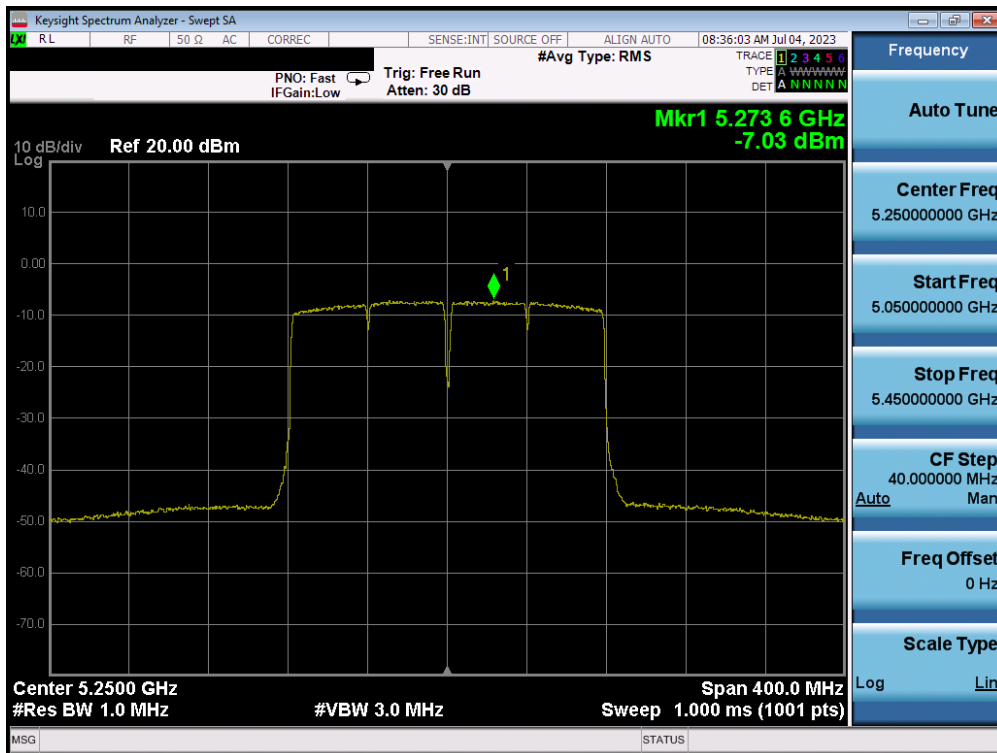 Keysight Spectrum Analyzer - Swept SA
LXI RL RF 50 Ω AC CORREC SENSE:INT SOURCE OFF ALIGN AUTO 08:36:03 AM Jul 04, 2023
#Avg Type: RMS
TRACE 1 2 3 4 5 6
PNO: Fast Trig: Free Run
TYPE A WWWWW
IFGain:Low Atten: 30 dB
DET A N N N N N
Mkr1 5.273 6 GHz
-7.03 dBm
10 dB/div Ref 20.00 dBm
Log
10.0
0.00
1
-10.0
-20.0
-30.0
-40.0
-50.0
-60.0
-70.0
Center 5.2500 GHz Span 400.0 MHz
#Res BW 1.0 MHz #VBW 3.0 MHz Sweep 1.000 ms (1001 pts)
MSG STATUS
Frequency
Auto Tune
Center Freq
5.250000000 GHz
Start Freq
5.050000000 GHz
Stop Freq
5.450000000 GHz
CF Step
40.000000 MHz
Auto Man
Freq Offset
0 Hz
Scale Type
Log Lin